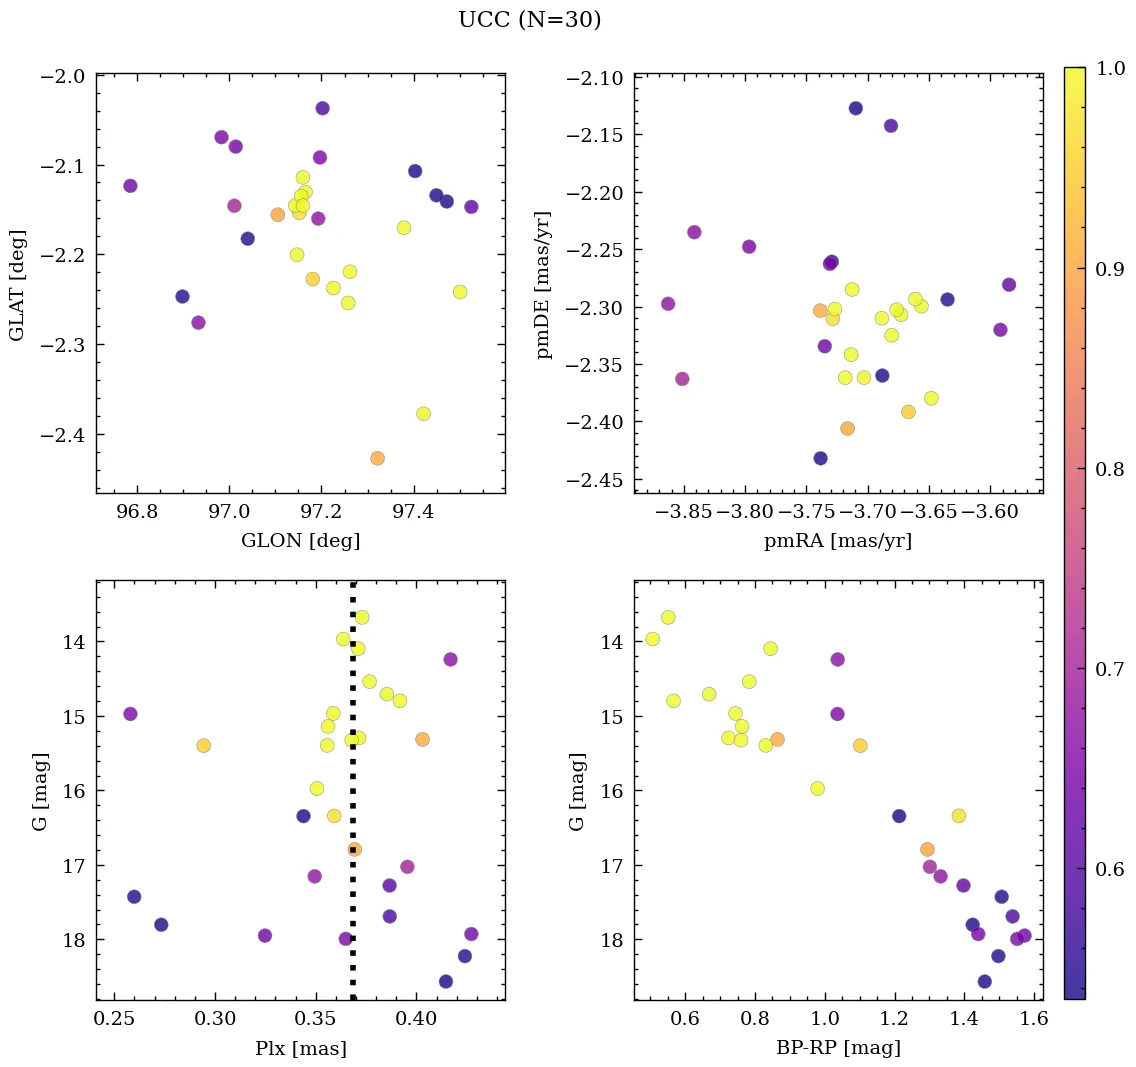 UCC (N=30)
−2.0
−2.1
−2.2
−2.3
−2.4
GLAT [deg]
96.8 97.0 97.2 97.4
GLON [deg]
−2.10
−2.15
−2.20
−2.25
−2.30
−2.35
−2.40
−2.45
pmDE [mas/yr]
−3.85 −3.80 −3.75 −3.70 −3.65 −3.60
pmRA [mas/yr]
14
15
16
17
18
G [mag]
0.25 0.30 0.35 0.40
Plx [mas]
14
15
16
17
18
G [mag]
0.6 0.8 1.0 1.2 1.4 1.6
BP-RP [mag]
1.0
0.9
0.8
0.7
0.6